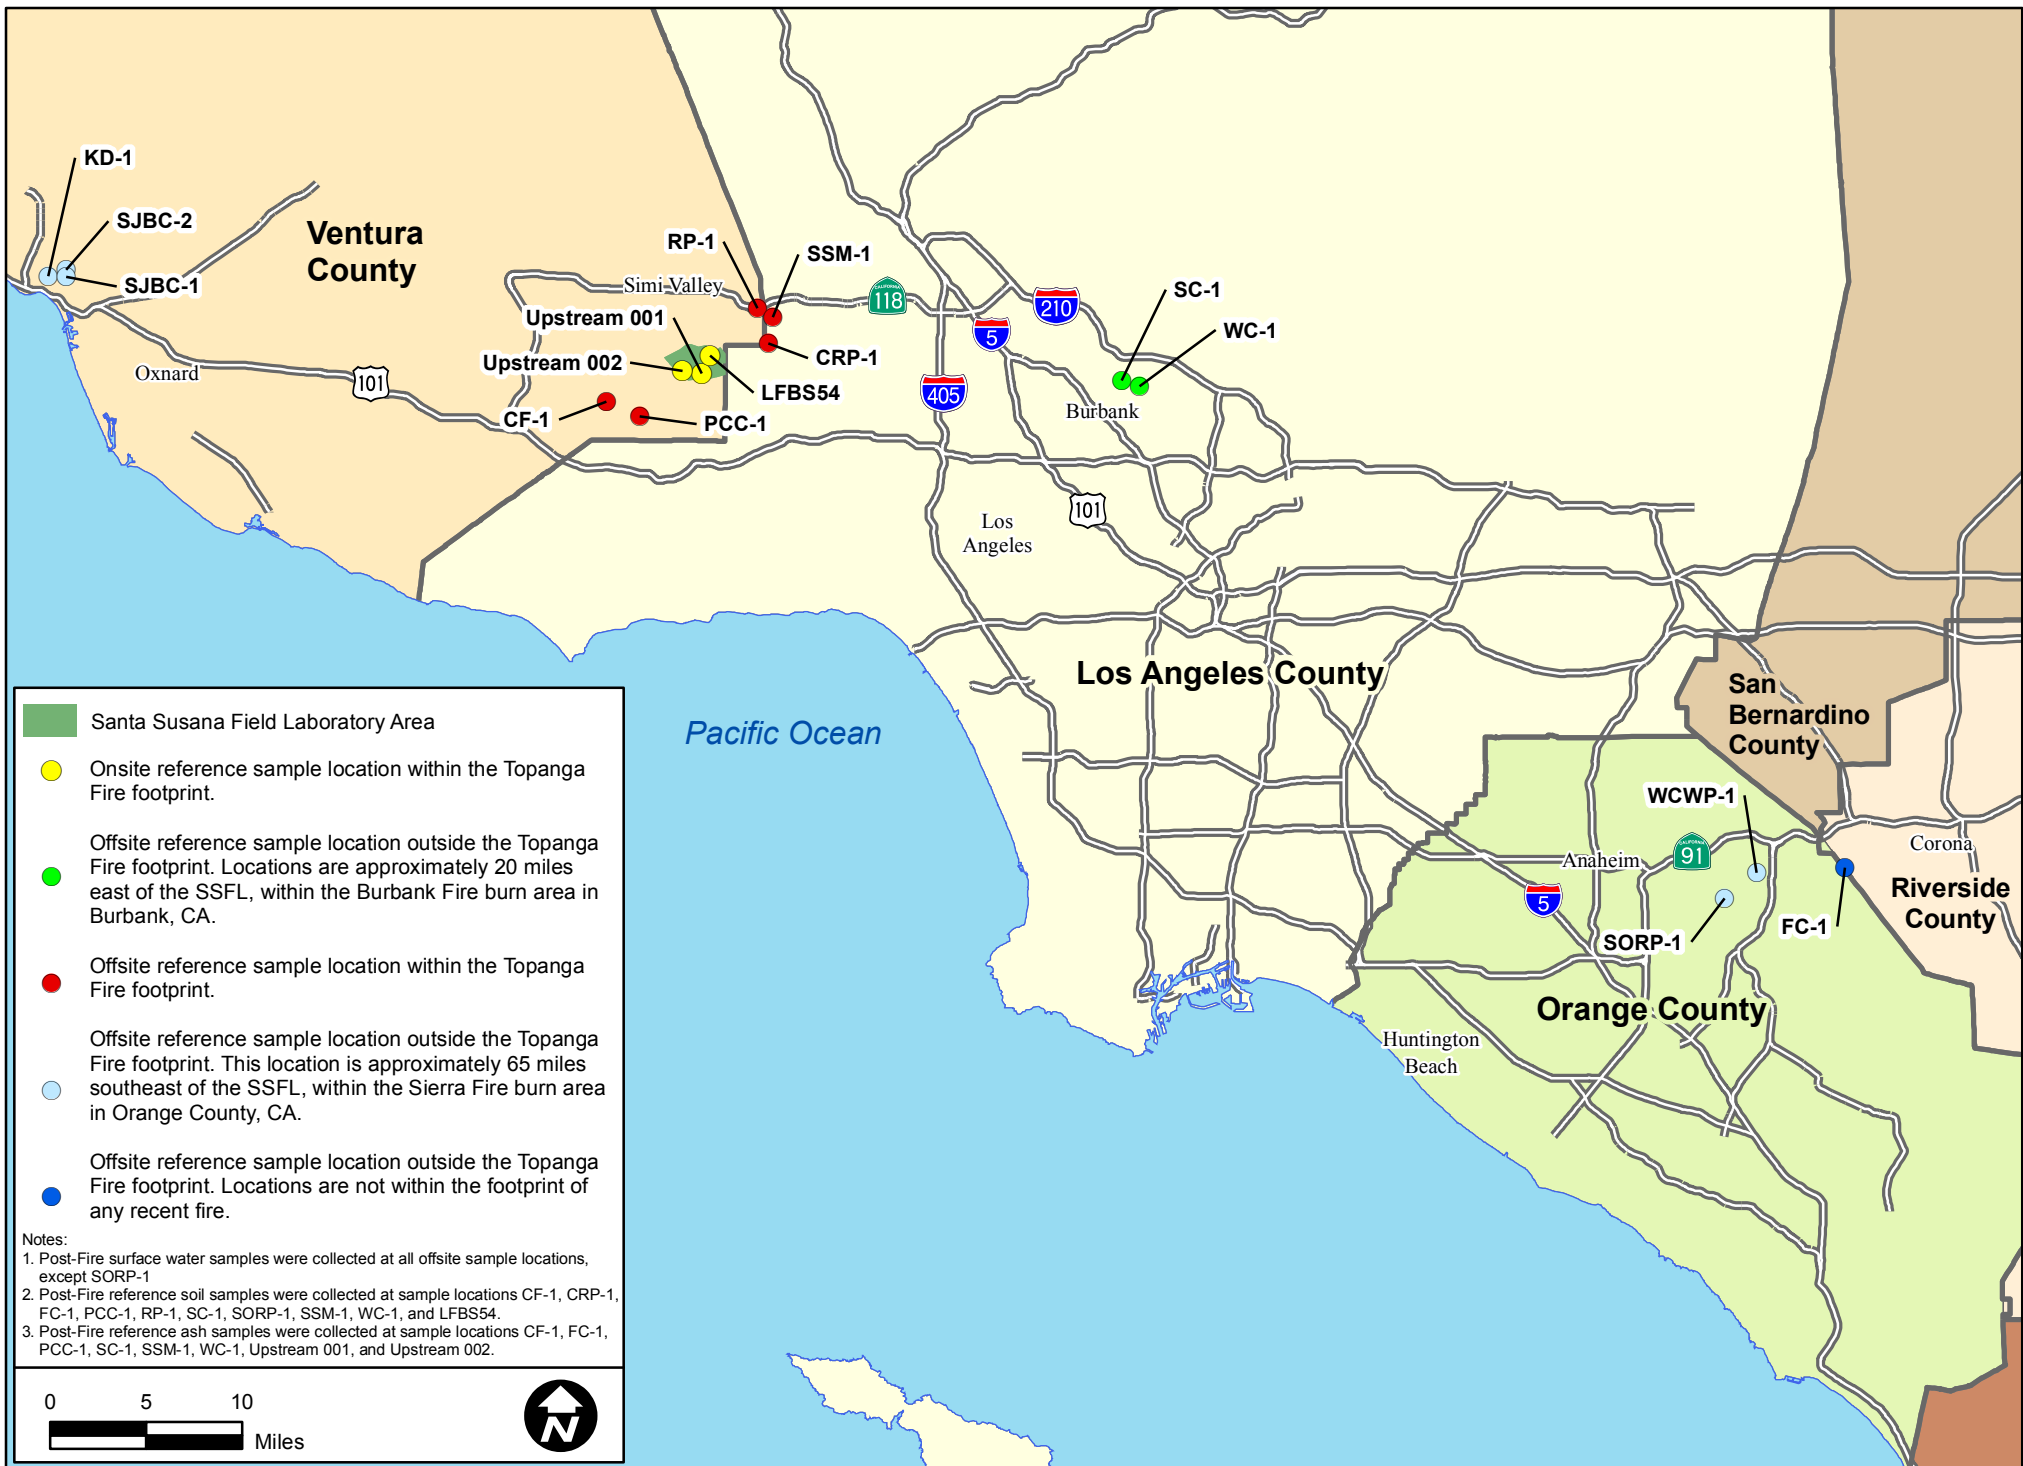 KD-1
SJBC-2
SJBC-1
Ventura
County
RP-1
SSM-1
Simi Valley
CALIFORNIA
118
210
5
SC-1
WC-1
Upstream 001
Upstream 002
CRP-1
LFBS54
Oxnard
101
405
Burbank
CF-1
PCC-1
101
Los
Angeles
Los Angeles County
Pacific Ocean
San
Bernardino
County
WCWP-1
CALIFORNIA
91
Anaheim
Corona
5
Riverside
County
SORP-1
FC-1
Orange County
Huntington
Beach
Santa Susana Field Laboratory Area
Onsite reference sample location within the Topanga
Fire footprint.
Offsite reference sample location outside the Topanga
Fire footprint. Locations are approximately 20 miles
east of the SSFL, within the Burbank Fire burn area in
Burbank, CA.
Offsite reference sample location within the Topanga
Fire footprint.
Offsite reference sample location outside the Topanga
Fire footprint. This location is approximately 65 miles
southeast of the SSFL, within the Sierra Fire burn area
in Orange County, CA.
Offsite reference sample location outside the Topanga
Fire footprint. Locations are not within the footprint of
any recent fire.
Notes:
1. Post-Fire surface water samples were collected at all offsite sample locations,
except SORP-1
2. Post-Fire reference soil samples were collected at sample locations CF-1, CRP-1,
FC-1, PCC-1, RP-1, SC-1, SORP-1, SSM-1, WC-1, and LFBS54.
3. Post-Fire reference ash samples were collected at sample locations CF-1, FC-1,
PCC-1, SC-1, SSM-1, WC-1, Upstream 001, and Upstream 002.
0 5 10
Miles
N